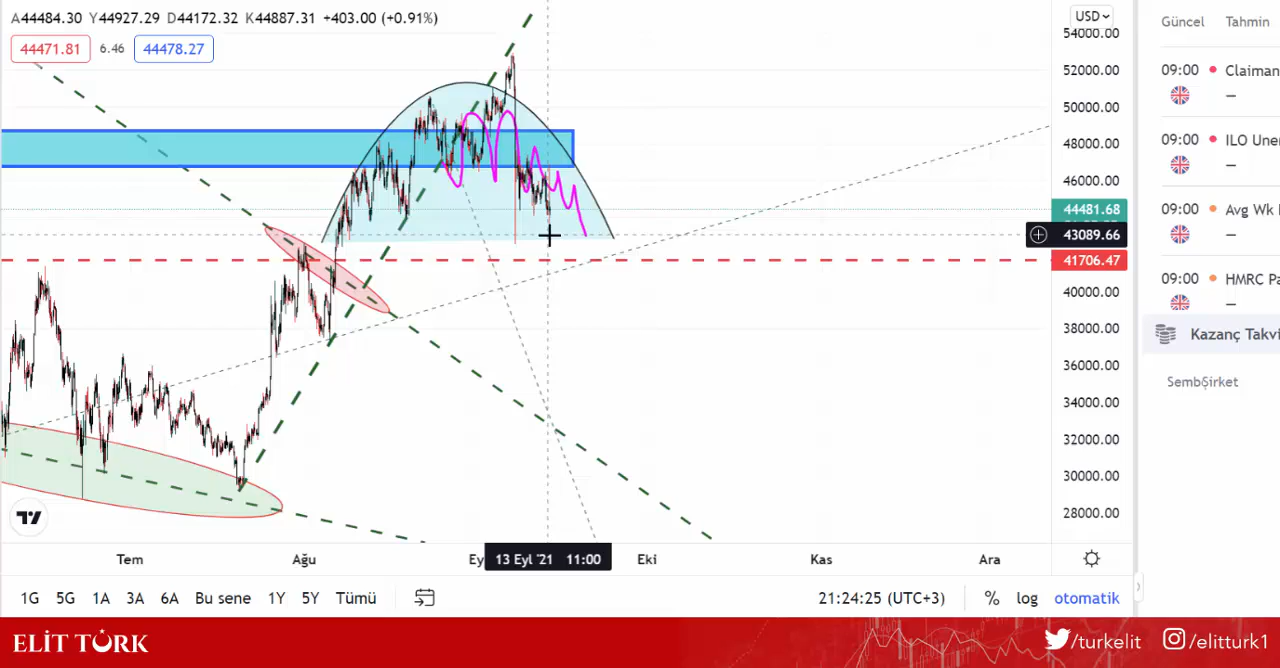 A44484.30 Y44927.29 D44172.32 K44887.31 +403.00 (+0.91%)
44471.81 6.46 44478.27
USD
54000.00
52000.00
50000.00
48000.00
46000.00
44481.68
43089.66
41706.47
40000.00
38000.00
36000.00
34000.00
32000.00
30000.00
28000.00
Tem Ağu Ey 13 Eyl '21 11:00 Eki Kas Ara
1G 5G 1A 3A 6A Bu sene 1Y 5Y Tümü 21:24:25 (UTC+3) % log otomatik
Güncel Tahmin
09:00 Claiman
—
09:00 ILO Une
—
09:00 Avg Wk
—
09:00 HMRC Pa
—
Kazanç Takvi
ELİT TÜRK /turkelit /elitturk1